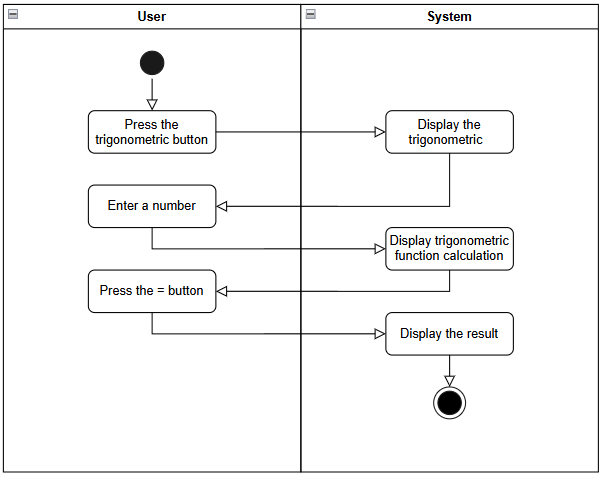 User
System
Press the
trigonometric button
Display the
trigonometric
Enter a number
Display trigonometric
function calculation
Press the = button
Display the result